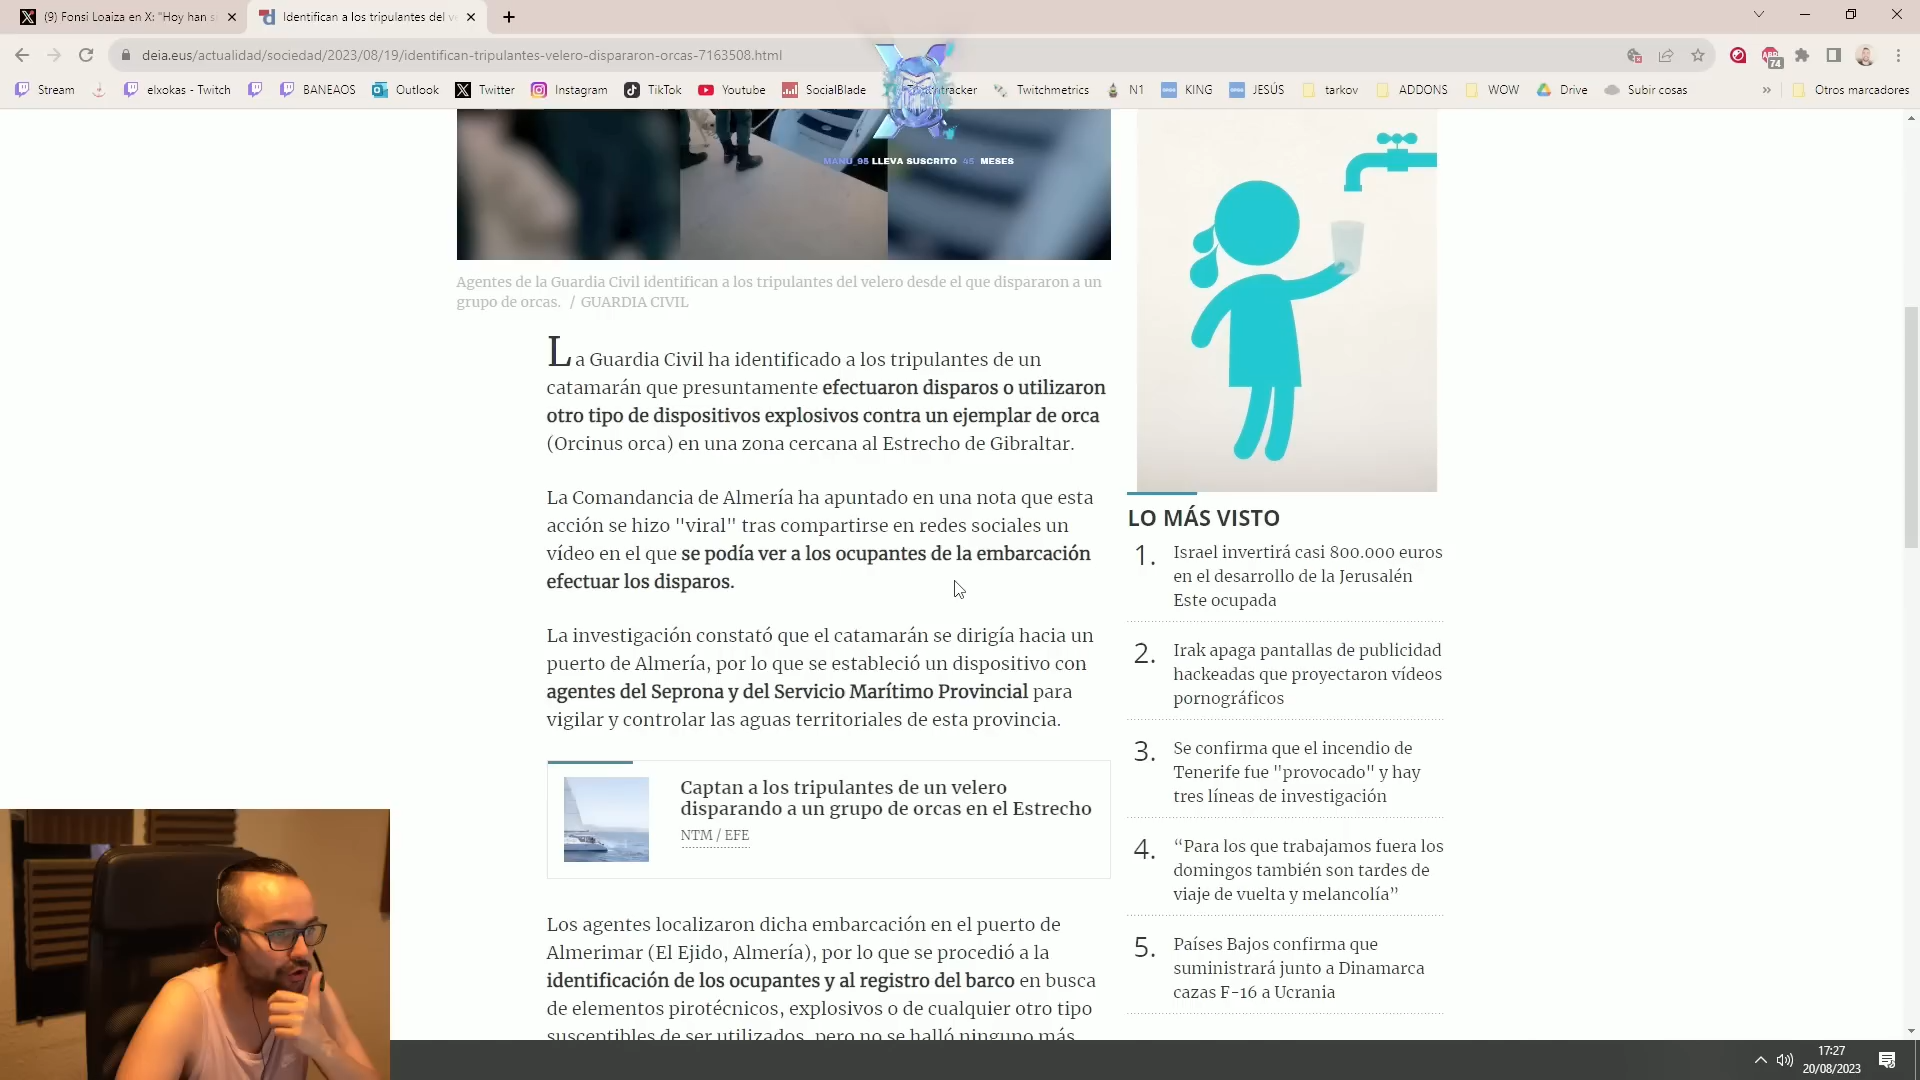 (9) Fonsi Loaiza en X: "Hoy han s
Identifican a los tripulantes del ve
deia.eus/actualidad/sociedad/2023/08/19/identifican-tripulantes-velero-dispararon-orcas-7163508.html
74
Stream
elxokas - Twitch
BANEAOS
Outlook
Twitter
Instagram
TikTok
Youtube
SocialBlade
Twitchmetrics
N1
KING
JESÚS
tarkov
ADDONS
WOW
Drive
Subir cosas
»
Otros marcadores
MANU_95 LLEVA SUSCRITO 45 MESES
Agentes de la Guardia Civil identifican a los tripulantes del velero desde el que dispararon a un
grupo de orcas. / GUARDIA CIVIL
La Guardia Civil ha identificado a los tripulantes de un
catamarán que presuntamente efectuaron disparos o utilizaron
otro tipo de dispositivos explosivos contra un ejemplar de orca
(Orcinus orca) en una zona cercana al Estrecho de Gibraltar.
La Comandancia de Almería ha apuntado en una nota que esta
acción se hizo "viral" tras compartirse en redes sociales un
vídeo en el que se podía ver a los ocupantes de la embarcación
efectuar los disparos.
La investigación constató que el catamarán se dirigía hacia un
puerto de Almería, por lo que se estableció un dispositivo con
agentes del Seprona y del Servicio Marítimo Provincial para
vigilar y controlar las aguas territoriales de esta provincia.
Captan a los tripulantes de un velero
disparando a un grupo de orcas en el Estrecho
NTM / EFE
Los agentes localizaron dicha embarcación en el puerto de
Almerimar (El Ejido, Almería), por lo que se procedió a la
identificación de los ocupantes y al registro del barco en busca
de elementos pirotécnicos, explosivos o de cualquier otro tipo
susceptibles de ser utilizados, pero no se halló ninguno más
LO MÁS VISTO
1. Israel invertirá casi 800.000 euros
en el desarrollo de la Jerusalén
Este ocupada
2. Irak apaga pantallas de publicidad
hackeadas que proyectaron vídeos
pornográficos
3. Se confirma que el incendio de
Tenerife fue "provocado" y hay
tres líneas de investigación
4. “Para los que trabajamos fuera los
domingos también son tardes de
viaje de vuelta y melancolía”
5. Países Bajos confirma que
suministrará junto a Dinamarca
cazas F-16 a Ucrania
17:27
20/08/2023